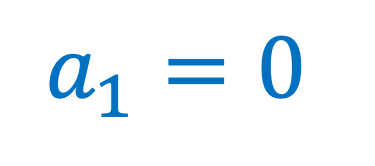 a₁ = 0